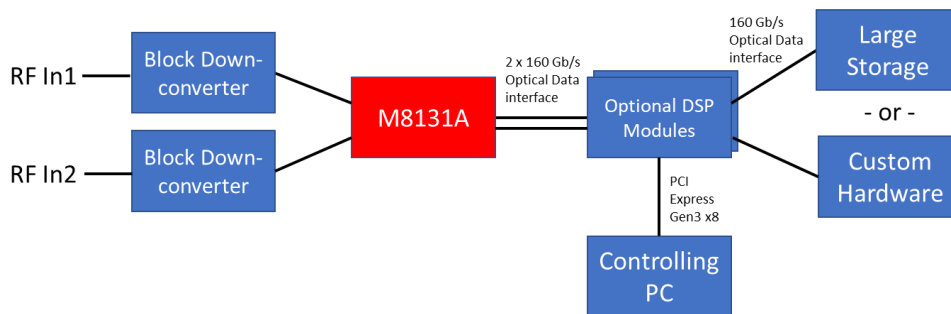 RF In1
Block Down-
converter
RF In2
Block Down-
converter
M8131A
2 x 160 Gb/s
Optical Data
interface
Optional DSP
Modules
160 Gb/s
Optical Data
interface
Large
Storage
- or -
Custom
Hardware
PCI
Express
Gen3 x8
Controlling
PC